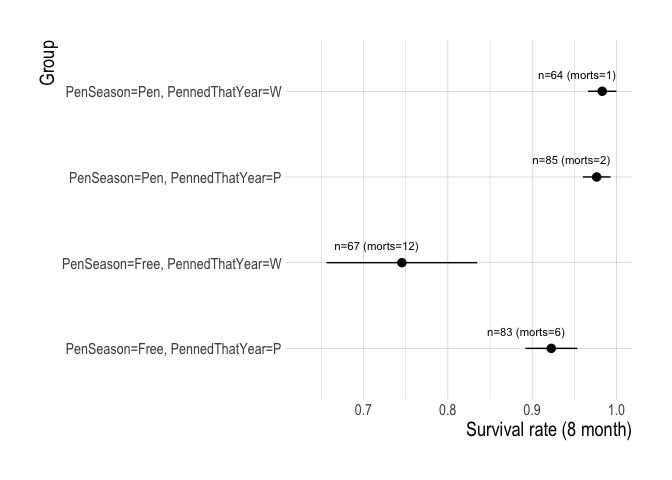 Group
n=64 (morts=1)
PenSeason=Pen, PennedThatYear=W
n=85 (morts=2)
PenSeason=Pen, PennedThatYear=P
n=67 (morts=12)
PenSeason=Free, PennedThatYear=W
n=83 (morts=6)
PenSeason=Free, PennedThatYear=P
0.7 0.8 0.9 1.0
Survival rate (8 month)